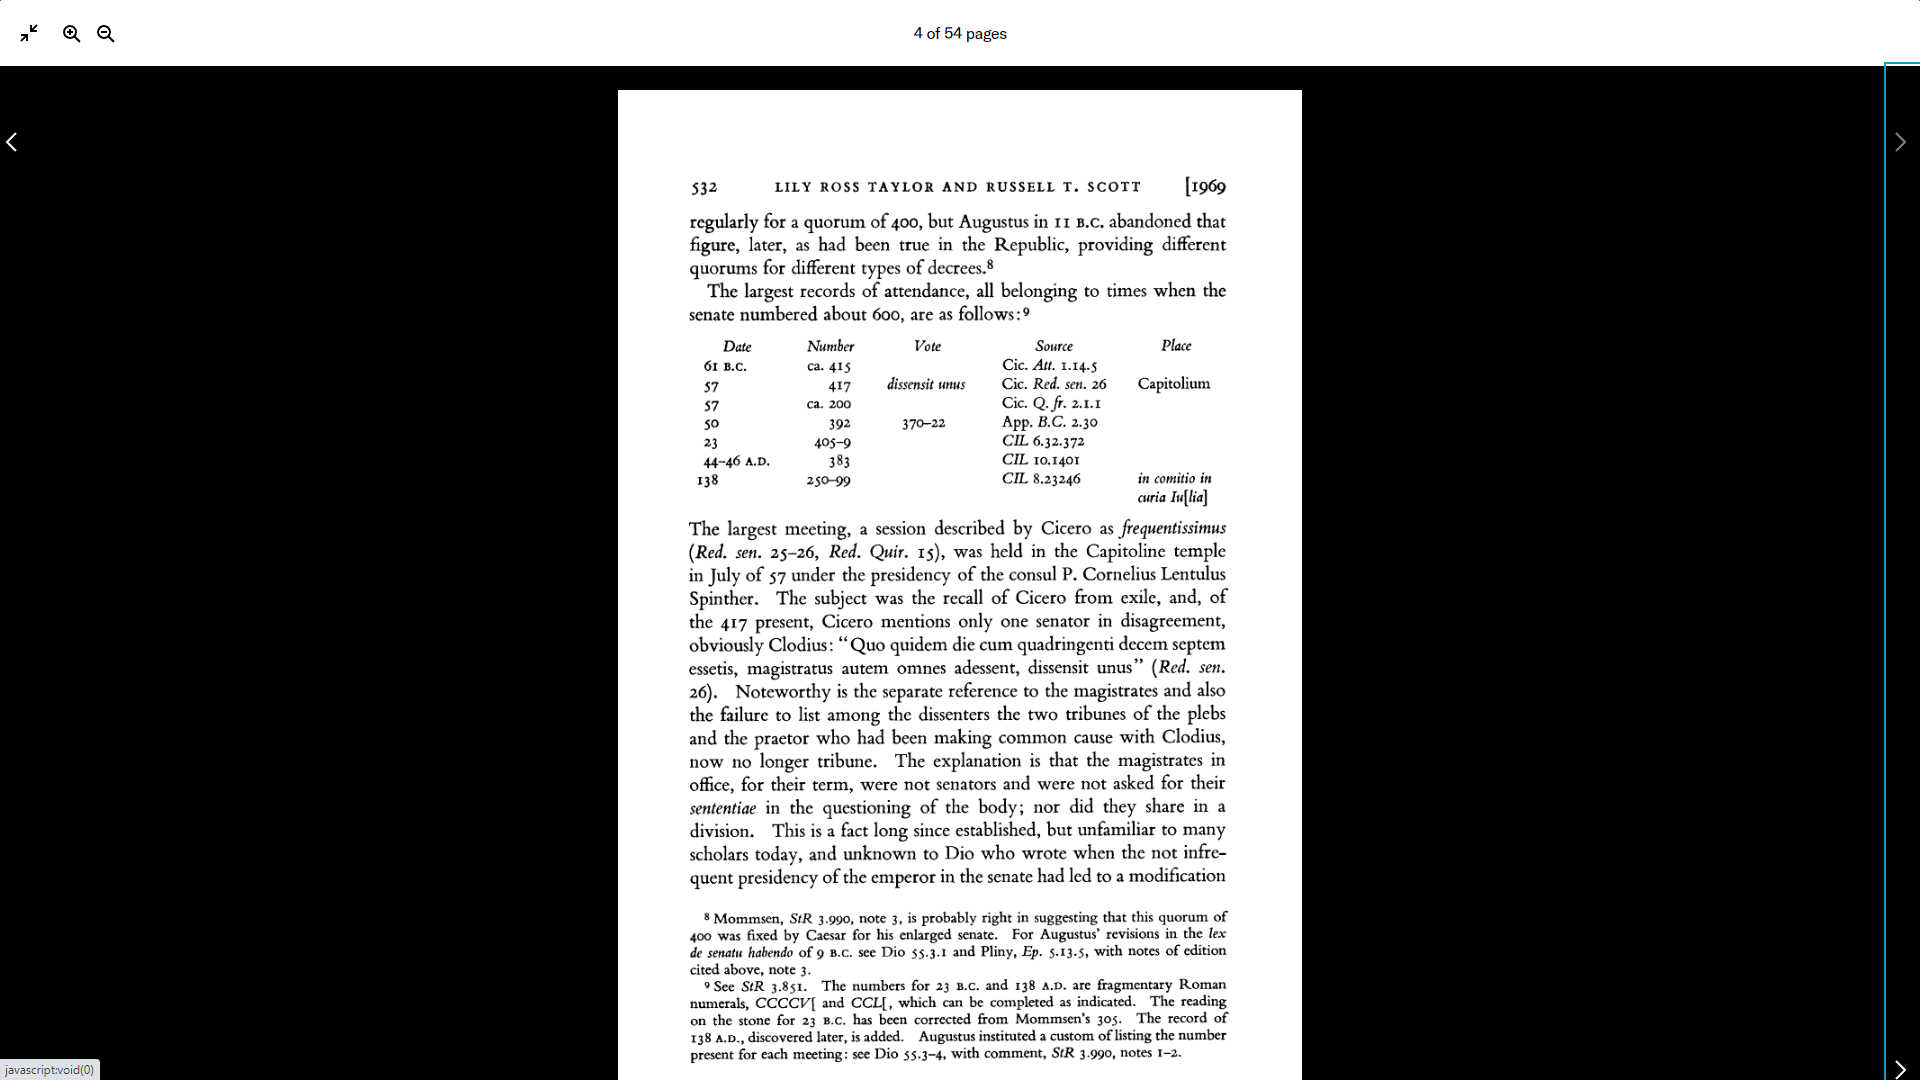 4 of 54 pages
532 LILY ROSS TAYLOR AND RUSSELL T. SCOTT [1969
regularly for a quorum of 400, but Augustus in 11 B.C. abandoned that
figure, later, as had been true in the Republic, providing different
quorums for different types of decrees.8
The largest records of attendance, all belonging to times when the
senate numbered about 600, are as follows:9
Date Number Vote Source Place
61 B.C. ca. 415 Cic. Att. 1.14.5
57 417 dissensit unus Cic. Red. sen. 26 Capitolium
57 ca. 200 Cic. Q. fr. 2.1.1
50 392 370–22 App. B.C. 2.30
23 405–9 CIL 6.32.372
44–46 A.D. 383 CIL 10.1401
138 250–99 CIL 8.23246 in comitio in
curia Iu[lia]
The largest meeting, a session described by Cicero as frequentissimus
(Red. sen. 25–26, Red. Quir. 15), was held in the Capitoline temple
in July of 57 under the presidency of the consul P. Cornelius Lentulus
Spinther. The subject was the recall of Cicero from exile, and, of
the 417 present, Cicero mentions only one senator in disagreement,
obviously Clodius: “Quo quidem die cum quadringenti decem septem
essetis, magistratus autem omnes adessent, dissensit unus” (Red. sen.
26). Noteworthy is the separate reference to the magistrates and also
the failure to list among the dissenters the two tribunes of the plebs
and the praetor who had been making common cause with Clodius,
now no longer tribune. The explanation is that the magistrates in
office, for their term, were not senators and were not asked for their
sententiae in the questioning of the body; nor did they share in a
division. This is a fact long since established, but unfamiliar to many
scholars today, and unknown to Dio who wrote when the not infre-
quent presidency of the emperor in the senate had led to a modification
8 Mommsen, StR 3.990, note 3, is probably right in suggesting that this quorum of
400 was fixed by Caesar for his enlarged senate. For Augustus’ revisions in the lex
de senatu habendo of 9 B.C. see Dio 55.3.1 and Pliny, Ep. 5.13.5, with notes of edition
cited above, note 3.
9 See StR 3.851. The numbers for 23 B.C. and 138 A.D. are fragmentary Roman
numerals, CCCCV[ and CCL[, which can be completed as indicated. The reading
on the stone for 23 B.C. has been corrected from Mommsen's 305. The record of
138 A.D., discovered later, is added. Augustus instituted a custom of listing the number
present for each meeting: see Dio 55.3–4, with comment, StR 3.990, notes 1–2.
javascript:void(0)